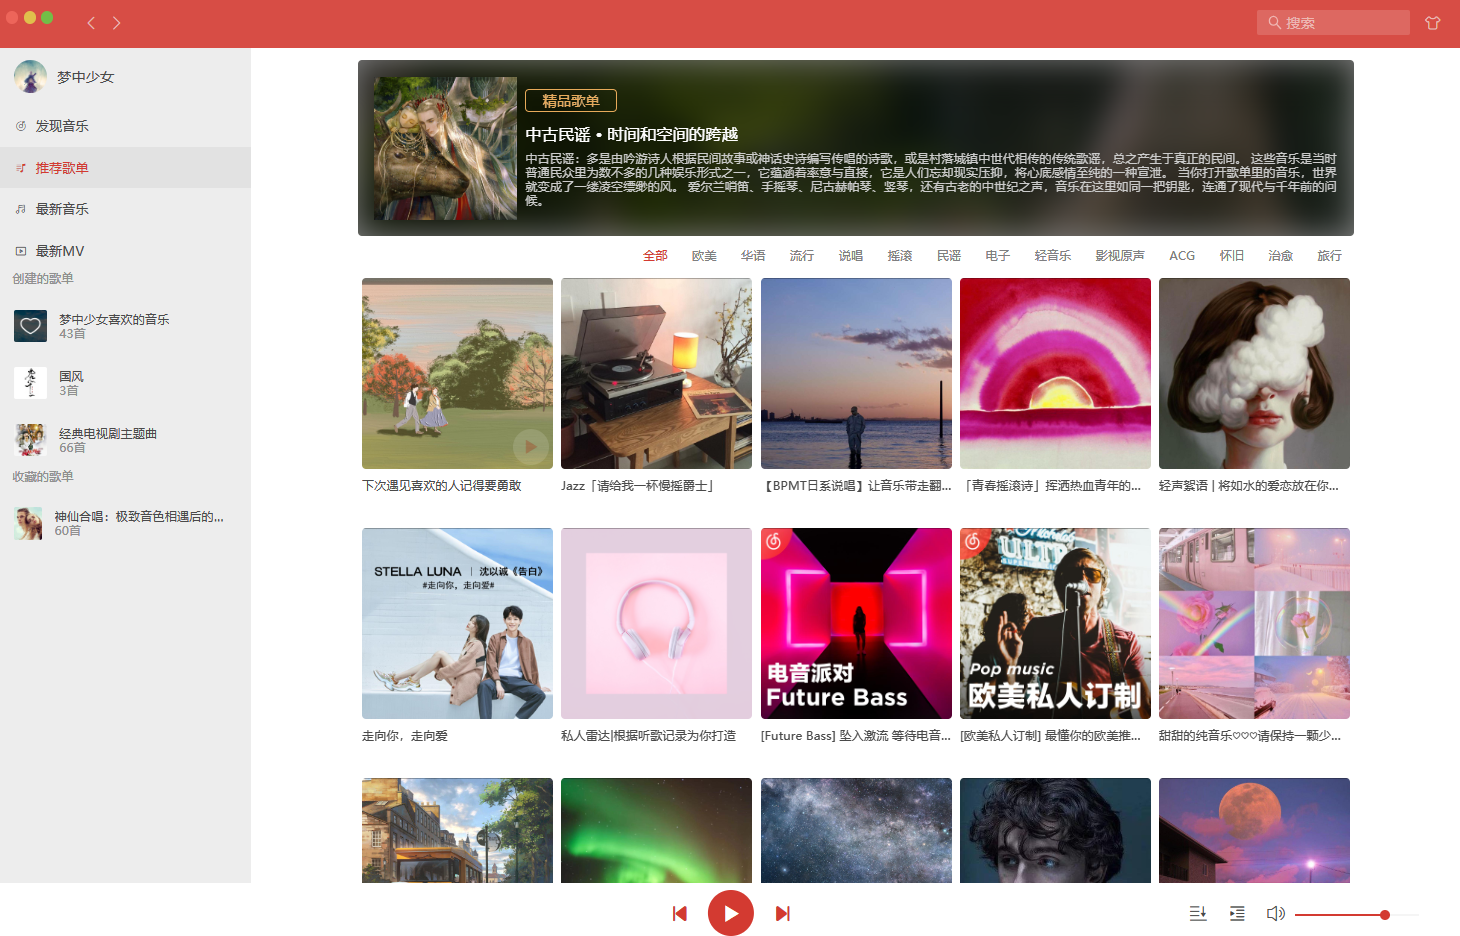 搜索
梦中少女
发现音乐
推荐歌单
最新音乐
最新MV
创建的歌单
梦中少女喜欢的音乐
43首
国风
3首
经典电视剧主题曲
66首
收藏的歌单
神仙合唱：极致音色相遇后的...
60首
精品歌单
中古民谣 • 时间和空间的跨越
中古民谣：多是由吟游诗人根据民间故事或神话史诗编写传唱的诗歌，或是村落城镇中世代相传的传统歌谣，总之产生于真正的民间。 这些音乐是当时
普通民众里为数不多的几种娱乐形式之一，它蕴涵着率意与直接，它是人们忘却现实压抑，将心底感情至纯的一种宣泄。 当你打开歌单里的音乐，世界
就变成了一缕凌空缥缈的风。 爱尔兰哨笛、手摇琴、尼古赫帕琴、竖琴，还有古老的中世纪之声，音乐在这里如同一把钥匙，连通了现代与千年前的问
候。
全部 欧美 华语 流行 说唱 摇滚 民谣 电子 轻音乐 影视原声 ACG 怀旧 治愈 旅行
下次遇见喜欢的人记得要勇敢
Jazz「请给我一杯慢摇爵士」
【BPMT日系说唱】让音乐带走翻...
「青春摇滚诗」挥洒热血青年的...
轻声絮语 | 将如水的爱恋放在你...
STELLA LUNA | 沈以诚《告白》
#走向你，走向爱#
电音派对
Future Bass
Pop music
欧美私人订制
走向你，走向爱
私人雷达|根据听歌记录为你打造
[Future Bass] 坠入激流 等待电音...
[欧美私人订制] 最懂你的欧美推...
甜甜的纯音乐♡♡♡请保持一颗少...